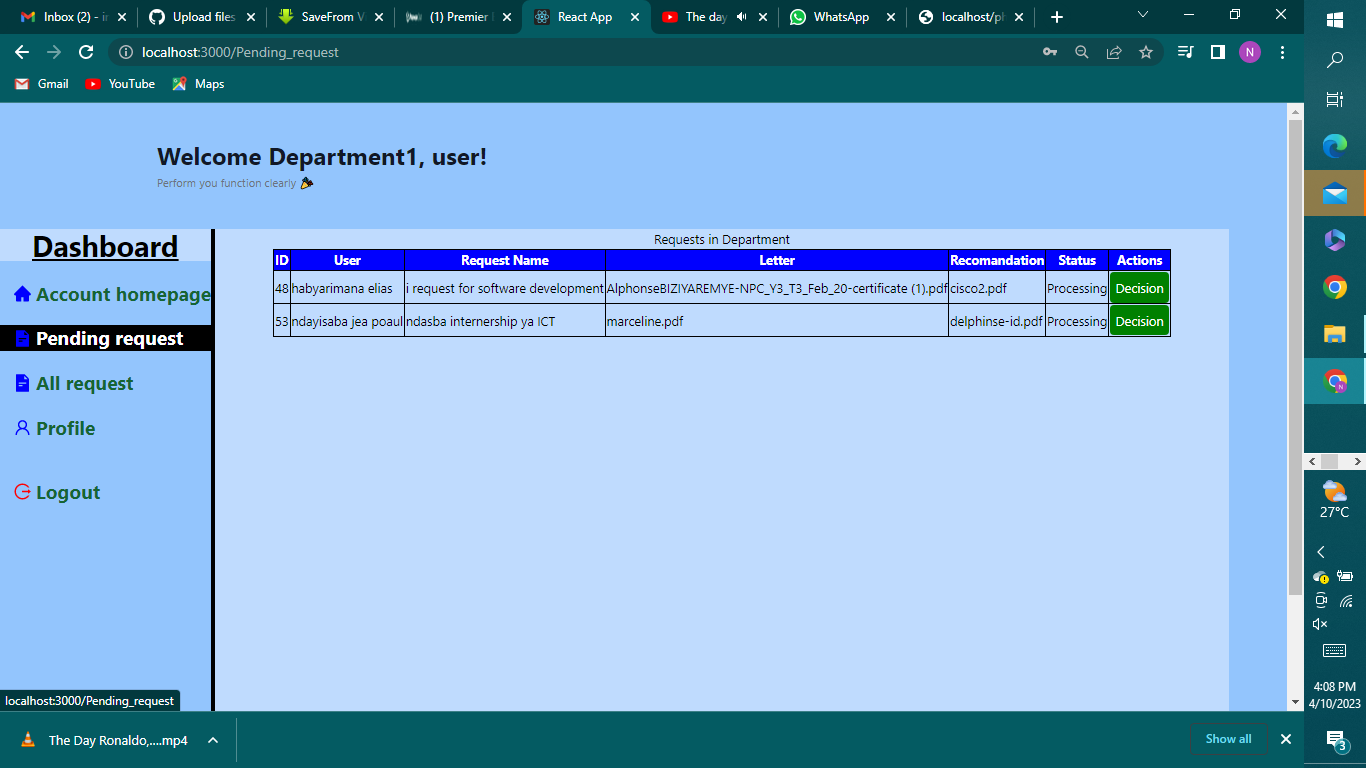 Inbox (2) - ir
Upload files
SaveFrom V
(1) Premier
React App
The day
WhatsApp
localhost/ph
localhost:3000/Pending_request
N
Gmail
YouTube
Maps
Welcome Department1, user!
Perform you function clearly
Dashboard
Account homepage
Pending request
All request
Profile
Logout
Requests in Department
ID User Request Name Letter Recomandation Status Actions
48 habyarimana elias i request for software development AlphonseBIZIYAREMYE-NPC_Y3_T3_Feb_20-certificate (1).pdf cisco2.pdf Processing Decision
53 ndayisaba jea poaul ndasba internership ya ICT marceline.pdf delphinse-id.pdf Processing Decision
localhost:3000/Pending_request
The Day Ronaldo,....mp4
Show all
N
27°C
4:08 PM
4/10/2023
3